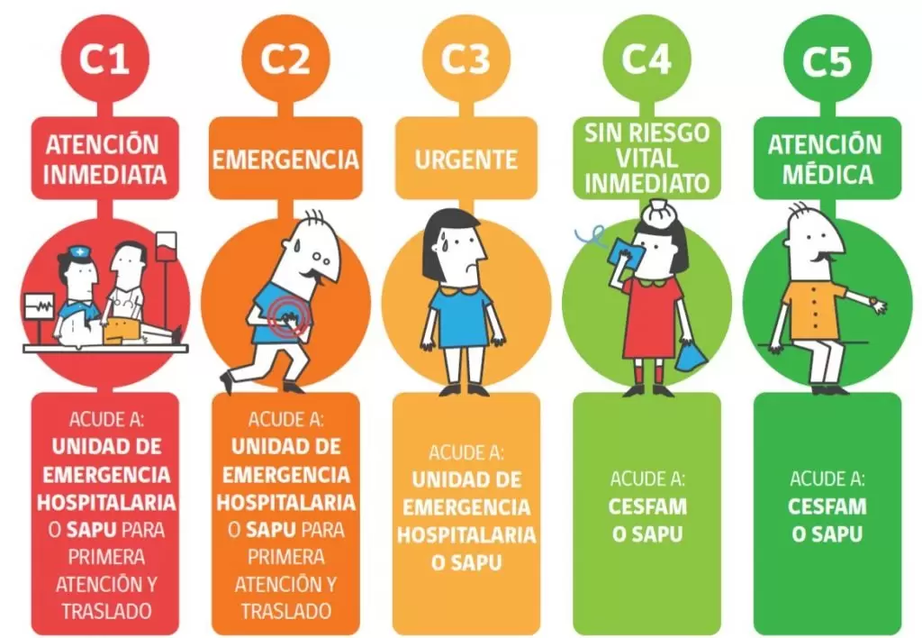 C1
ATENCIÓN
INMEDIATA
ACUDE A:
UNIDAD DE
EMERGENCIA
HOSPITALARIA
O SAPU PARA
PRIMERA
ATENCIÓN Y
TRASLADO
C2
EMERGENCIA
ACUDE A:
UNIDAD DE
EMERGENCIA
HOSPITALARIA
O SAPU PARA
PRIMERA
ATENCIÓN Y
TRASLADO
C3
URGENTE
ACUDE A:
UNIDAD DE
EMERGENCIA
HOSPITALARIA
O SAPU
C4
SIN RIESGO
VITAL
INMEDIATO
ACUDE A:
CESFAM
O SAPU
C5
ATENCIÓN
MÉDICA
ACUDE A:
CESFAM
O SAPU